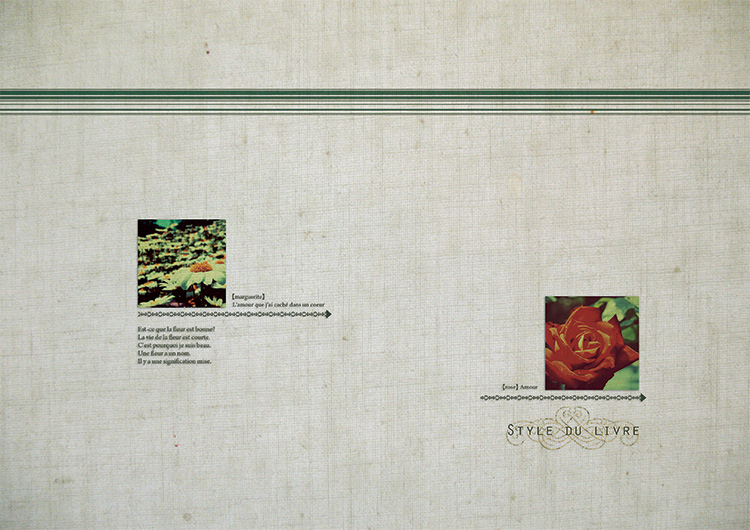 【marguerite】
L'amour que j'ai caché dans un coeur
Est-ce que la fleur est bonne?
La vie de la fleur est courte.
C'est pourquoi je suis beau.
Une fleur a un nom.
Il y a une signification mise.
【rose】 Amour
STYLE DU LIVRE